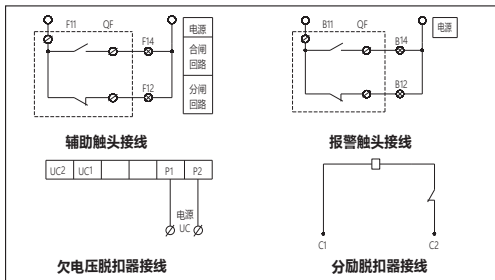 F11 QF
F14
F12
电源
合闸
回路
分闸
回路
辅助触头接线
B11 QF
B14
B12
电源
报警触头接线
UC2 UC1 P1 P2
电源
UC
欠电压脱扣器接线
C1 C2
分励脱扣器接线